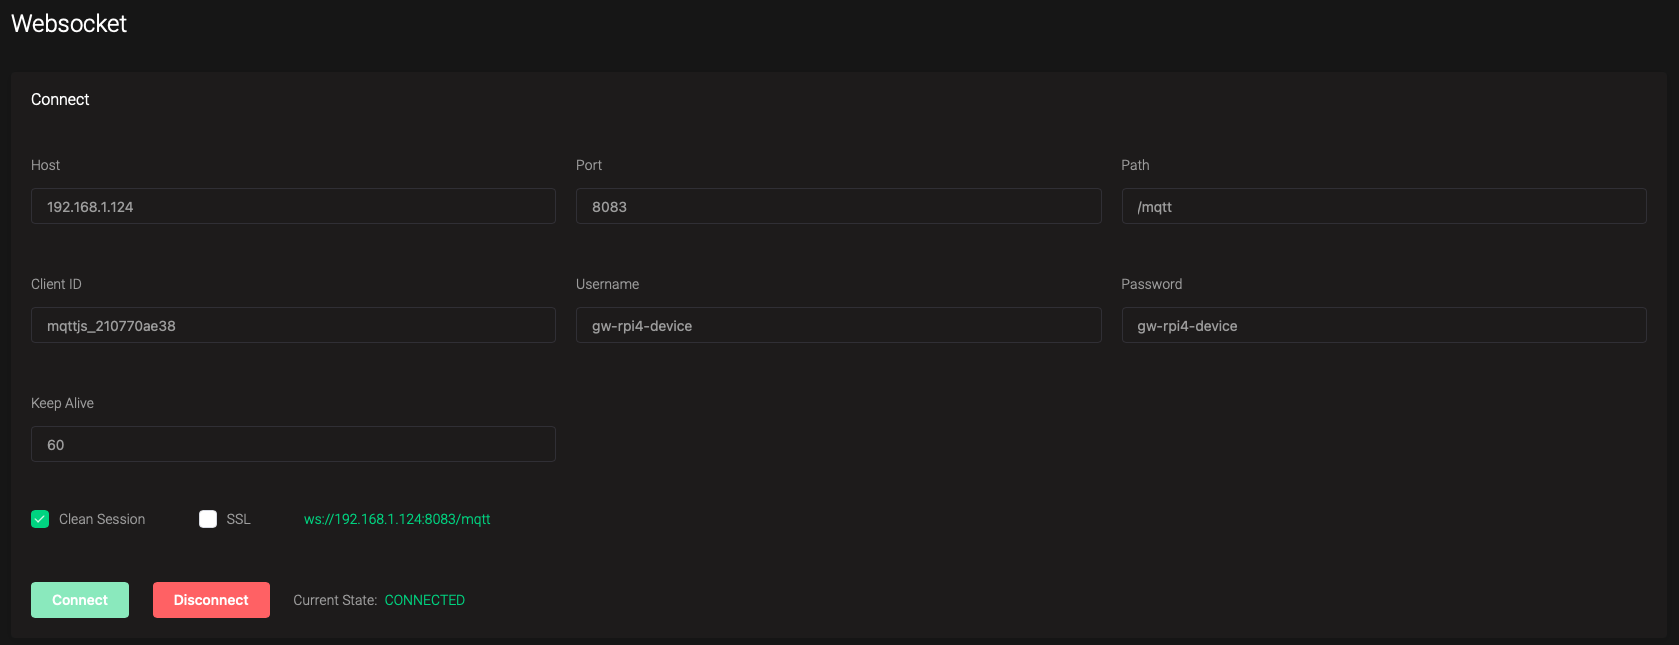 Websocket
Connect
Host Port Path
192.168.1.124 8083 /mqtt
Client ID Username Password
mqttjs_210770ae38 gw-rpi4-device gw-rpi4-device
Keep Alive
60
Clean Session SSL ws://192.168.1.124:8083/mqtt
Connect Disconnect Current State: CONNECTED